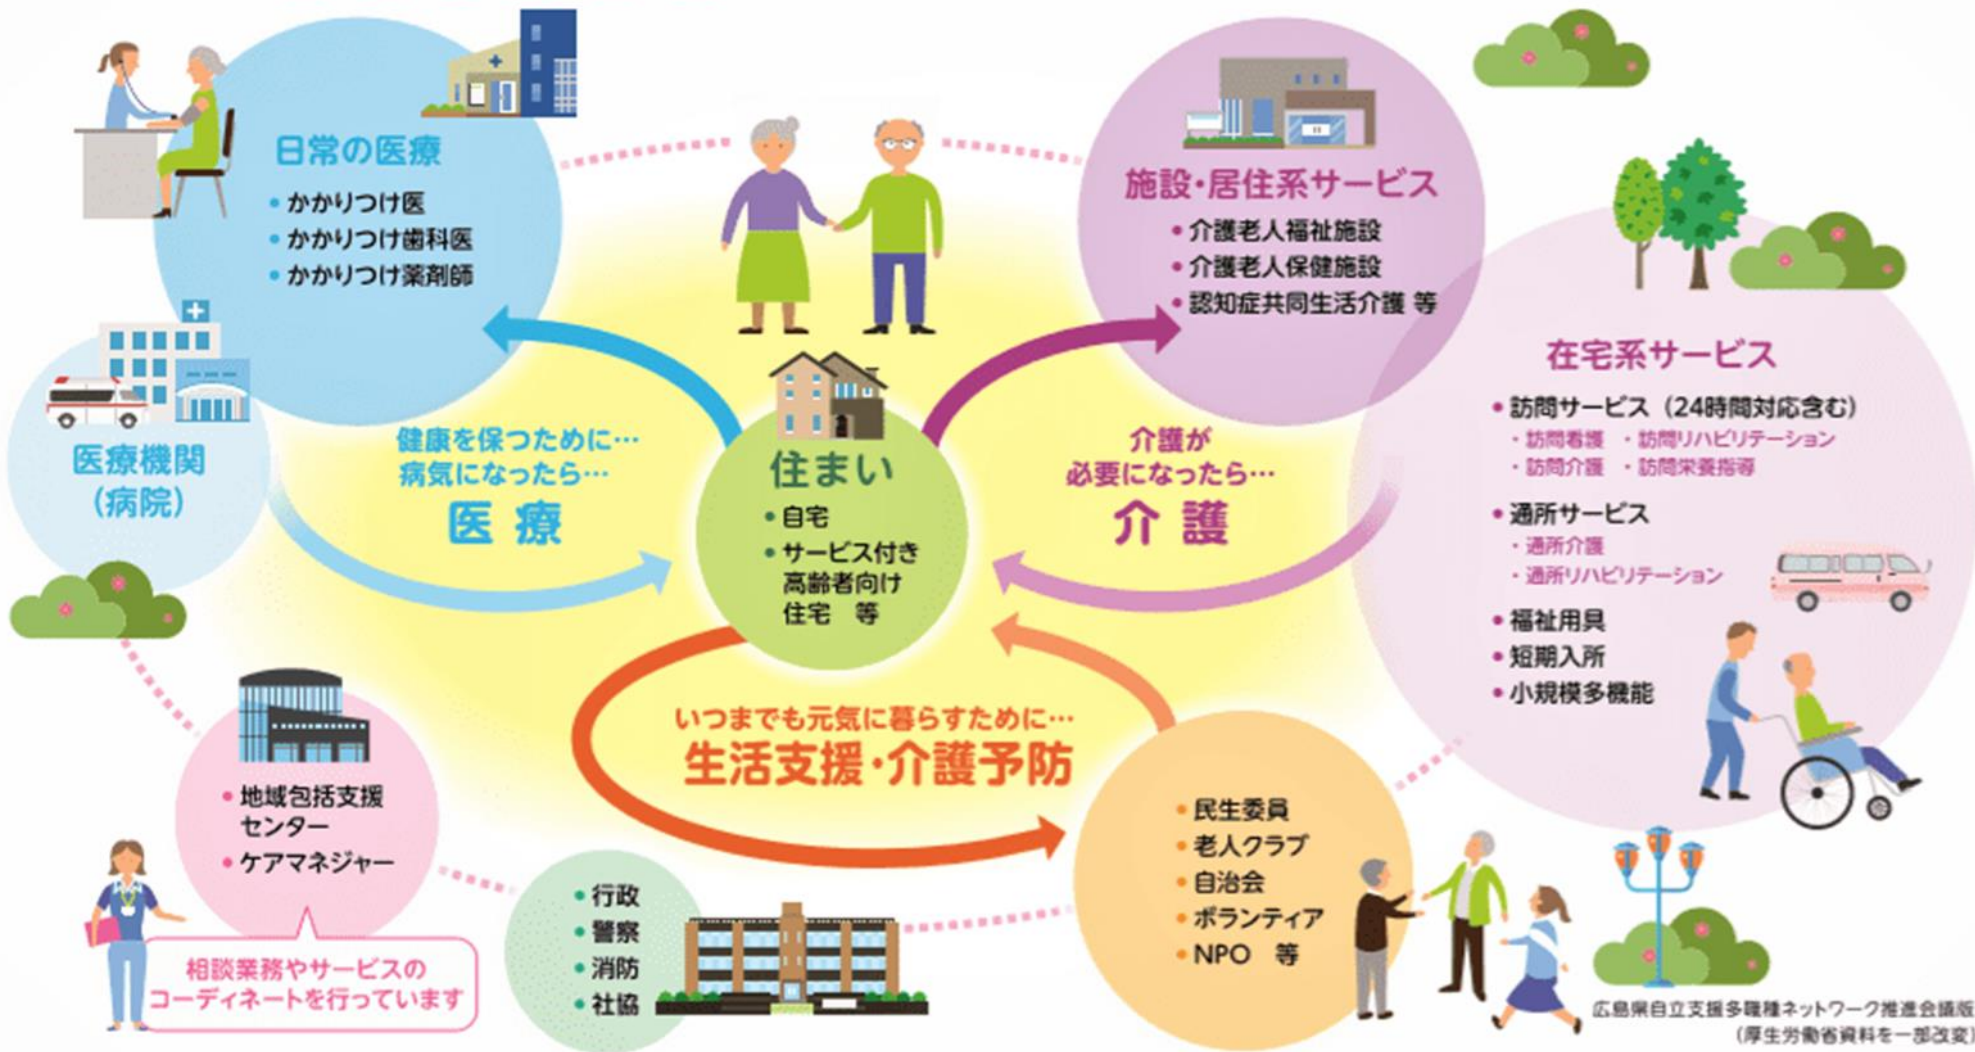 日常の医療
• かかりつけ医
• かかりつけ歯科医
• かかりつけ薬剤師
医療機関
(病院)
健康を保つために…
病気になったら…
医療
住まい
• 自宅
• サービス付き
高齢者向け
住宅 等
施設・居住系サービス
• 介護老人福祉施設
• 介護老人保健施設
• 認知症共同生活介護 等
介護が
必要になったら…
介護
在宅系サービス
• 訪問サービス（24時間対応含む）
・訪問看護 ・訪問リハビリテーション
・訪問介護 ・訪問栄養指導
• 通所サービス
・通所介護
・通所リハビリテーション
• 福祉用具
• 短期入所
• 小規模多機能
いつまでも元気に暮らすために…
生活支援・介護予防
• 地域包括支援
センター
• ケアマネジャー
相談業務やサービスの
コーディネートを行っています
• 行政
• 警察
• 消防
• 社協
• 民生委員
• 老人クラブ
• 自治会
• ボランティア
• NPO 等
広島県自立支援多職種ネットワーク推進会議版
（厚生労働省資料を一部改変）